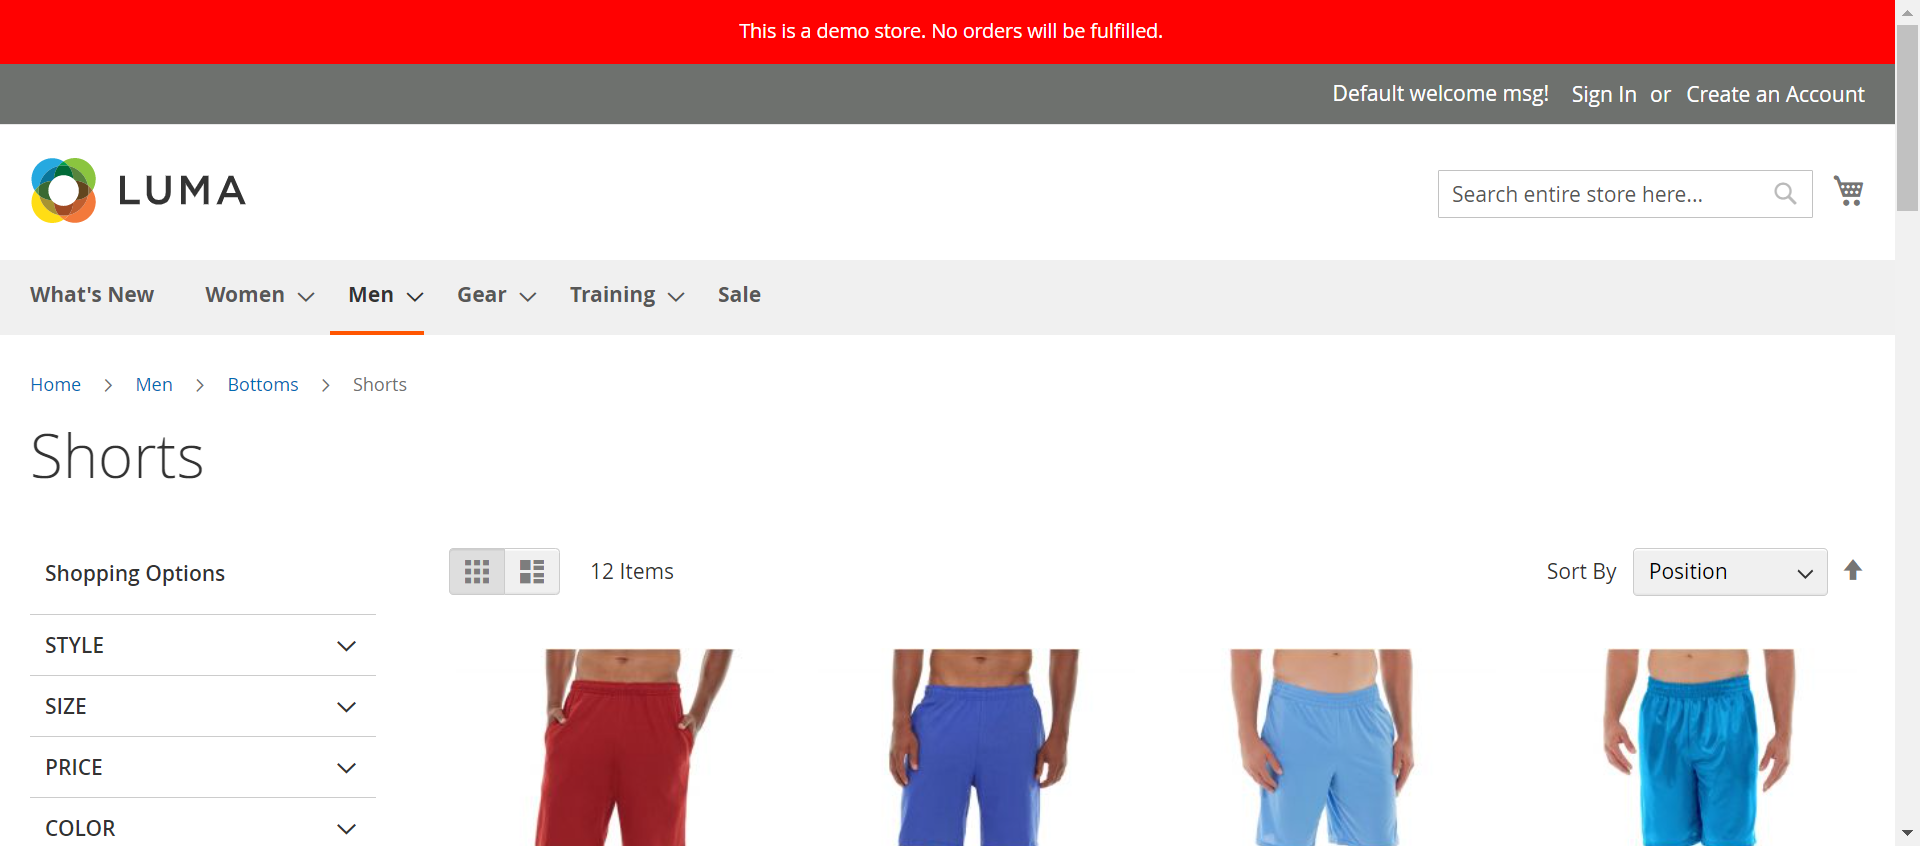 This is a demo store. No orders will be fulfilled.
Default welcome msg! Sign In or Create an Account
LUMA
Search entire store here...
What's New Women Men Gear Training Sale
Home Men Bottoms Shorts
Shorts
Shopping Options
12 Items
Sort By Position
STYLE
SIZE
PRICE
COLOR